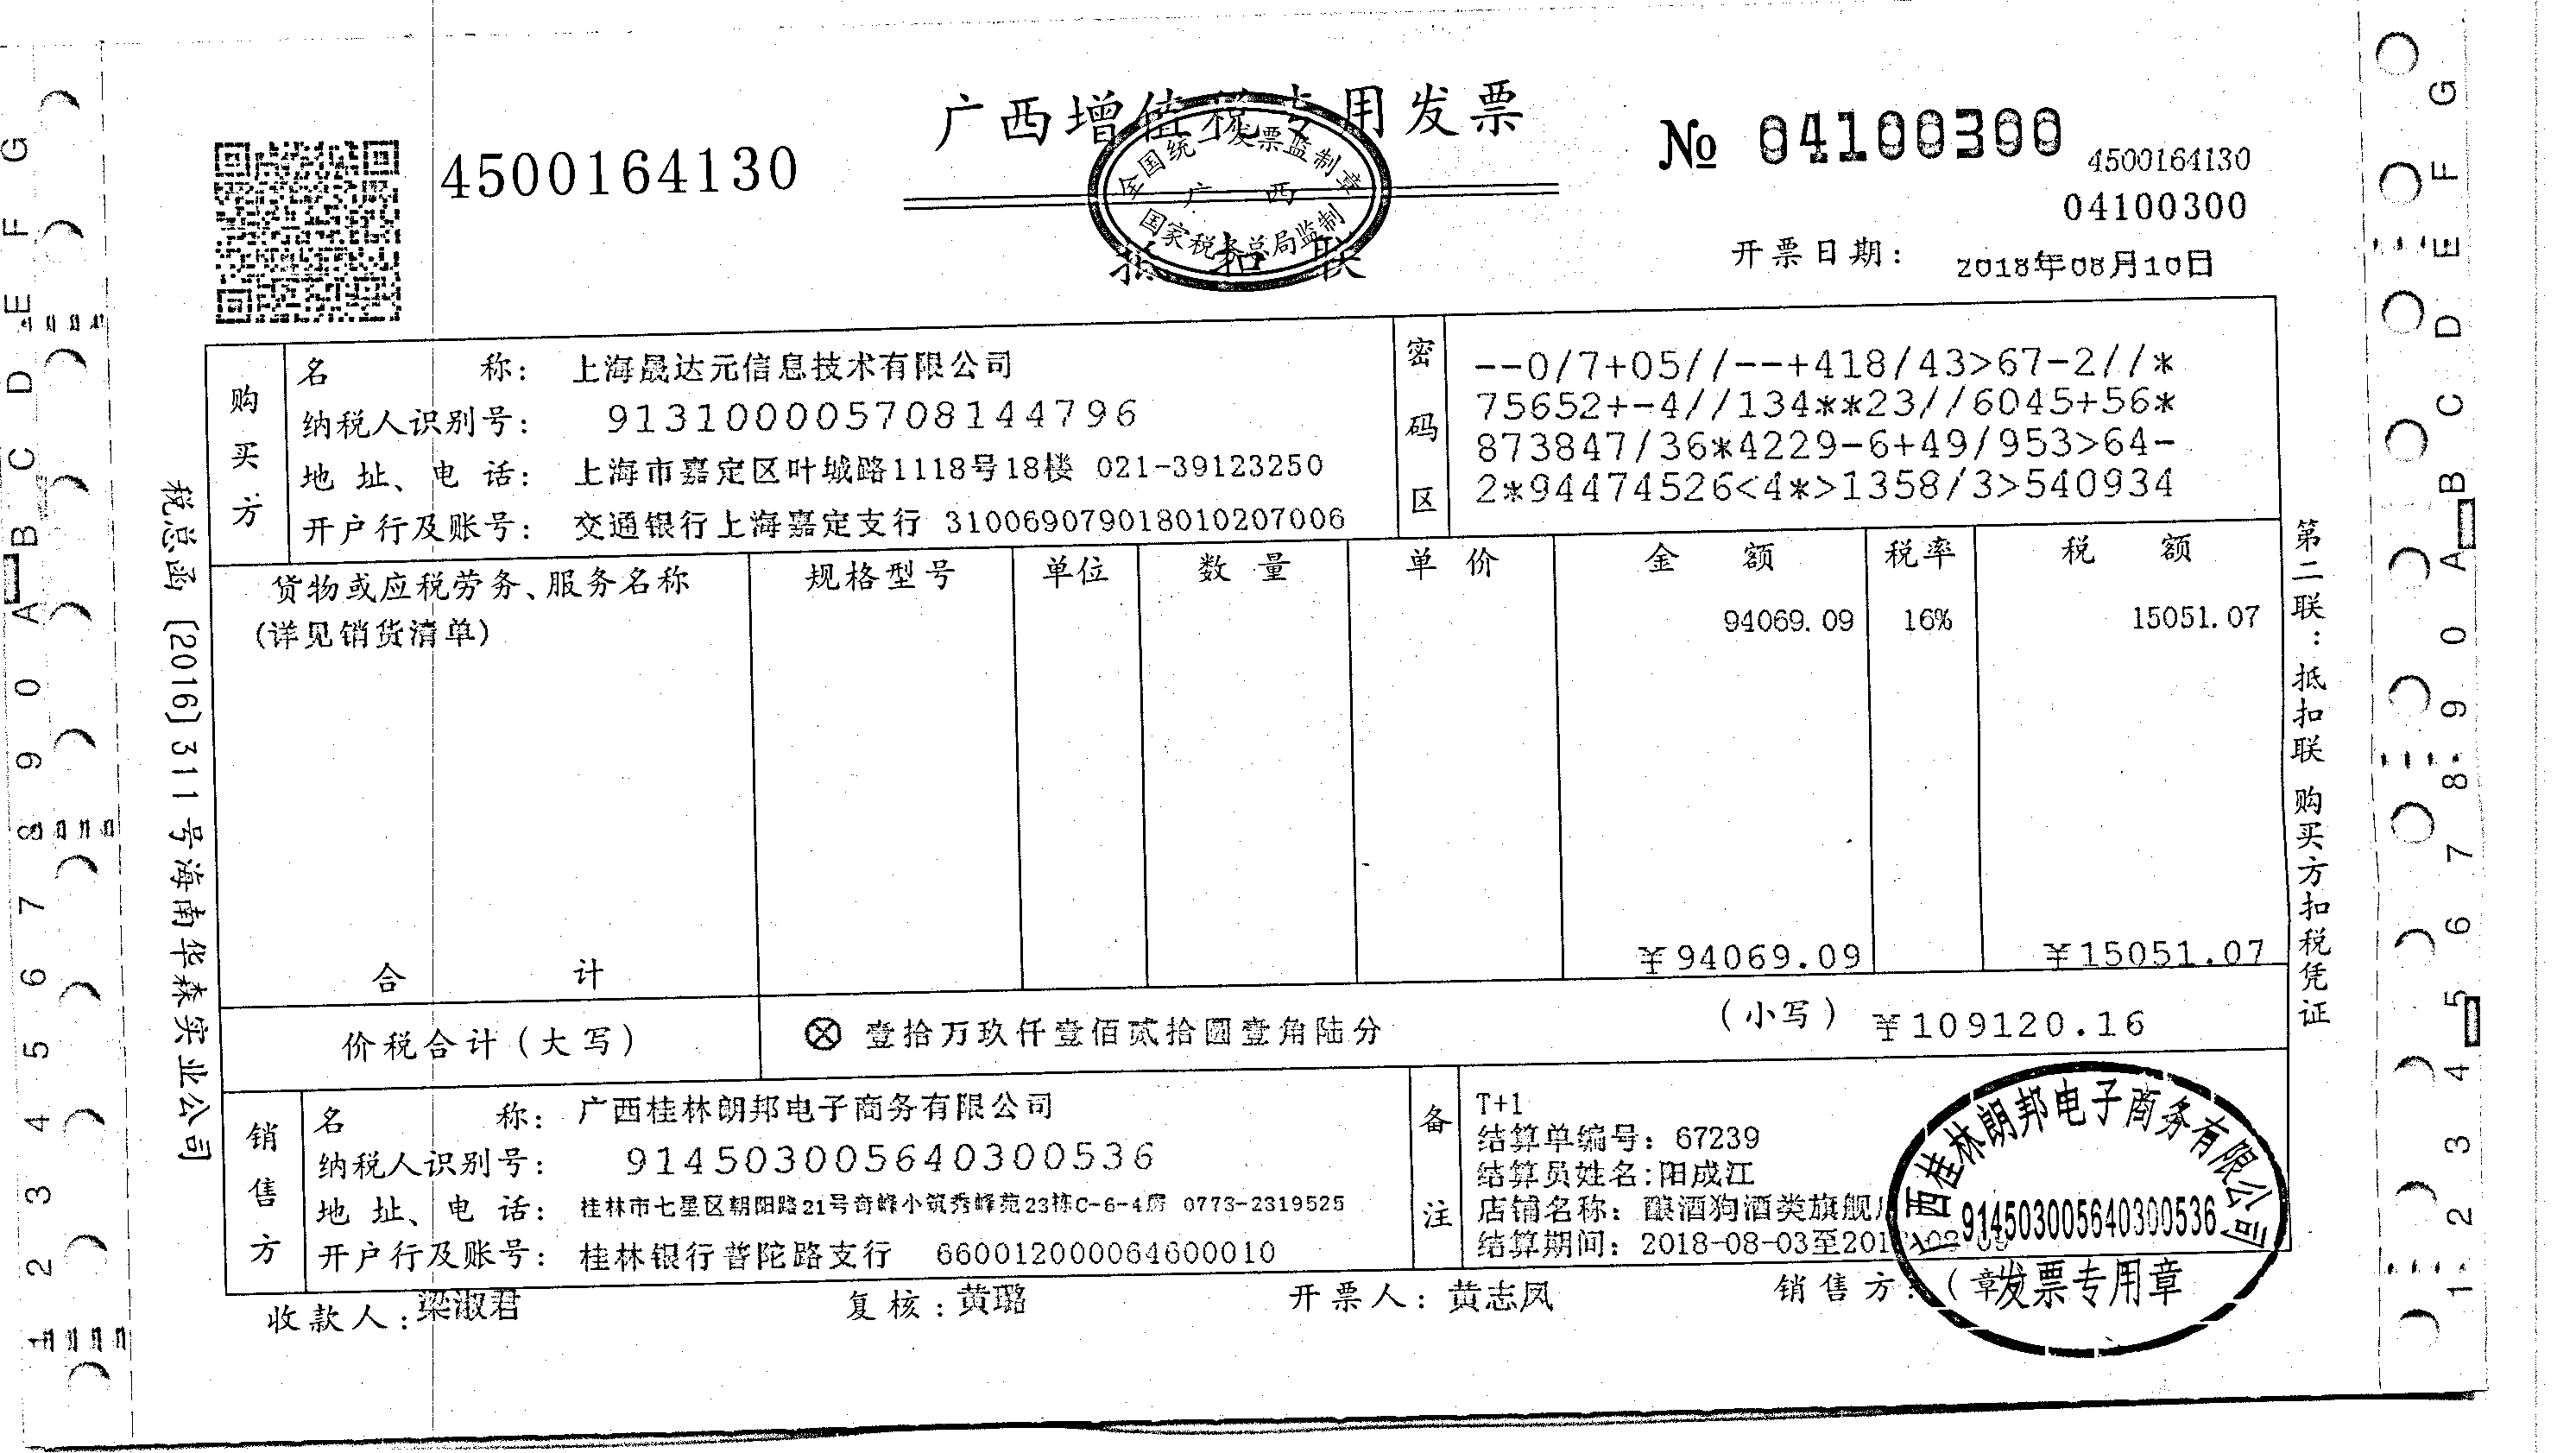 广西增值税专用发票
4500164130
№ 04100300
4500164130
04100300
全国统一发票监制章
广 西
国家税务总局监制
抵 扣 联
开票日期: 2018年08月10日
购买方
名 称: 上海晟达元信息技术有限公司
纳税人识别号: 913100005708144796
地 址、电 话: 上海市嘉定区叶城路1118号18楼 021-39123250
开户行及账号: 交通银行上海嘉定支行 310069079018010207006
密码区
--0/7+05//--+418/43>67-2//*
75652+-4//134**23//6045+56*
873847/36*4229-6+49/953>64-
2*94474526<4*>1358/3>540934
货物或应税劳务、服务名称 规格型号 单位 数 量 单 价 金 额 税率 税 额
(详见销货清单) 94069.09 16% 15051.07
合 计 ¥94069.09 ¥15051.07
价税合计(大写) ⊗ 壹拾万玖仟壹佰贰拾圆壹角陆分 (小写) ¥109120.16
销售方
名 称: 广西桂林朗邦电子商务有限公司
纳税人识别号: 914503005640300536
地 址、电 话: 桂林市七星区朝阳路21号奇峰小筑秀峰苑23栋C-6-4房 0773-2319525
开户行及账号: 桂林银行普陀路支行 660012000064600010
备注
T+1
结算单编号: 67239
结算员姓名:阳成江
店铺名称: 酿酒狗酒类旗舰
结算期间: 2018-08-03至201
收款人:梁淑君 复核:黄璐 开票人:黄志凤 销售方:(章
广西桂林朗邦电子商务有限公司
914503005640300536
发票专用章
税总函[2016]311号海南华森实业公司
第二联:抵扣联 购买方扣税凭证
1 2 3 4 5 6 7 8 9 0 A B C D E F G
1 2 3 4 5 6 7 8 9 0 A B C D E F G